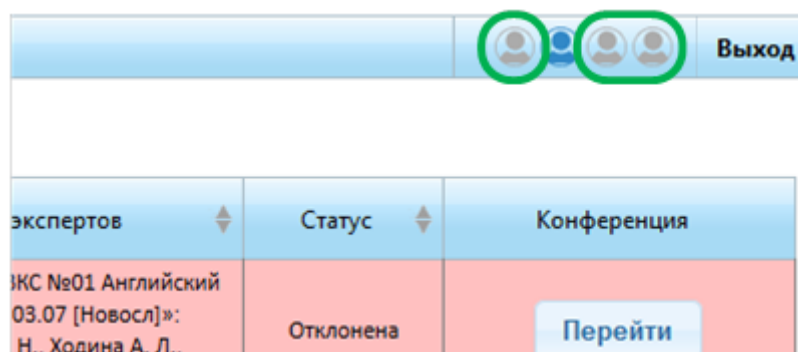 Выход
экспертов
Статус
Конференция
ВКС №01 Английский
03.07 [Новосл]»:
Отклонена
Перейти
Н., Ходина А. Л.,